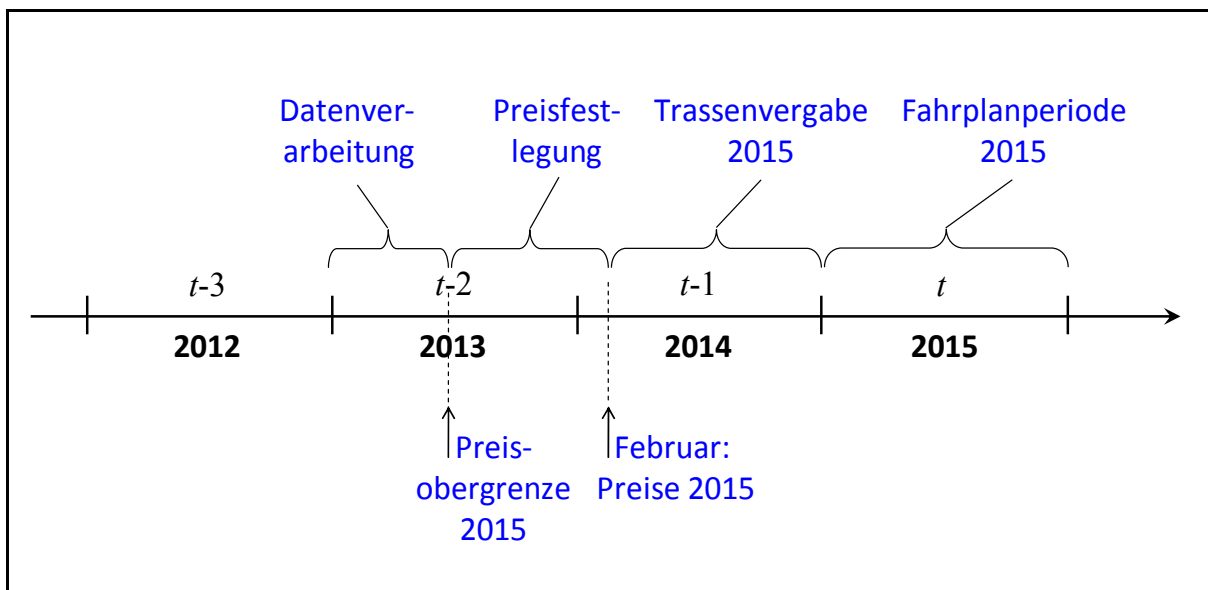 Datenver-
arbeitung
Preisfest-
legung
Trassenvergabe
2015
Fahrplanperiode
2015
t-3
t-2
t-1
t
2012
2013
2014
2015
Preis-
obergrenze
2015
Februar:
Preise 2015